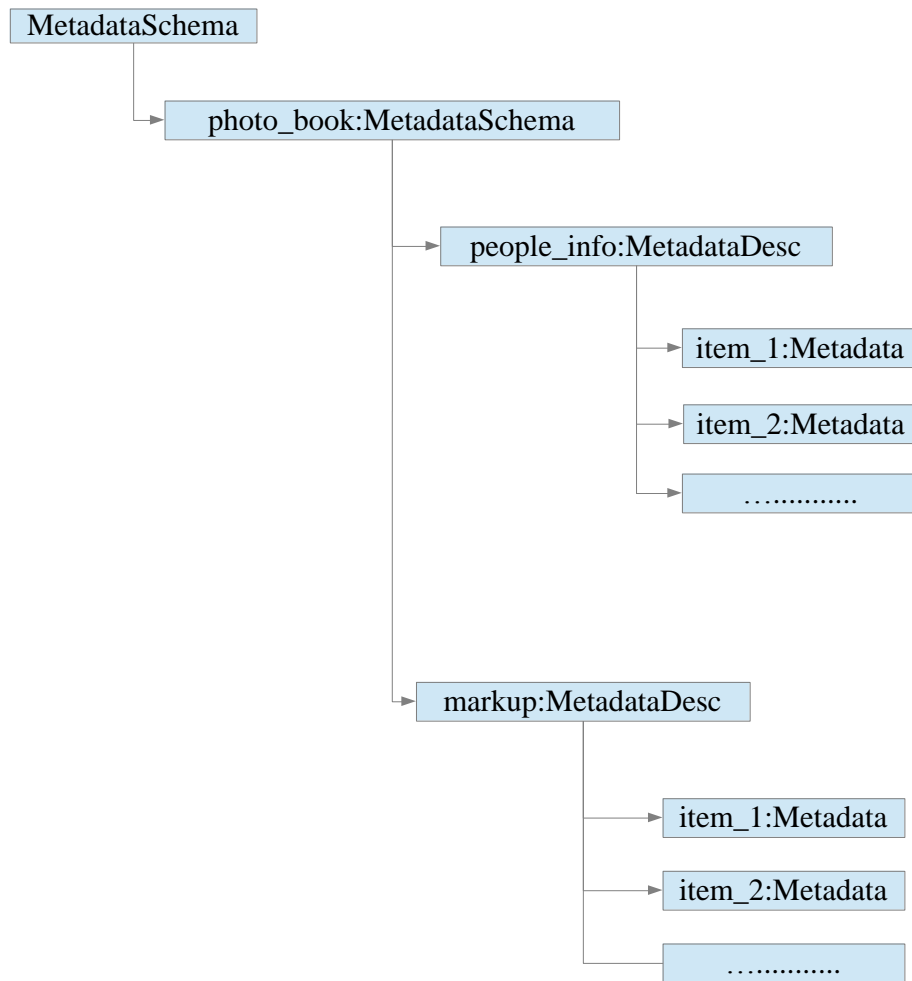 MetadataSchema
photo_book:MetadataSchema
people_info:MetadataDesc
item_1:Metadata
item_2:Metadata
…...........
markup:MetadataDesc
item_1:Metadata
item_2:Metadata
…...........